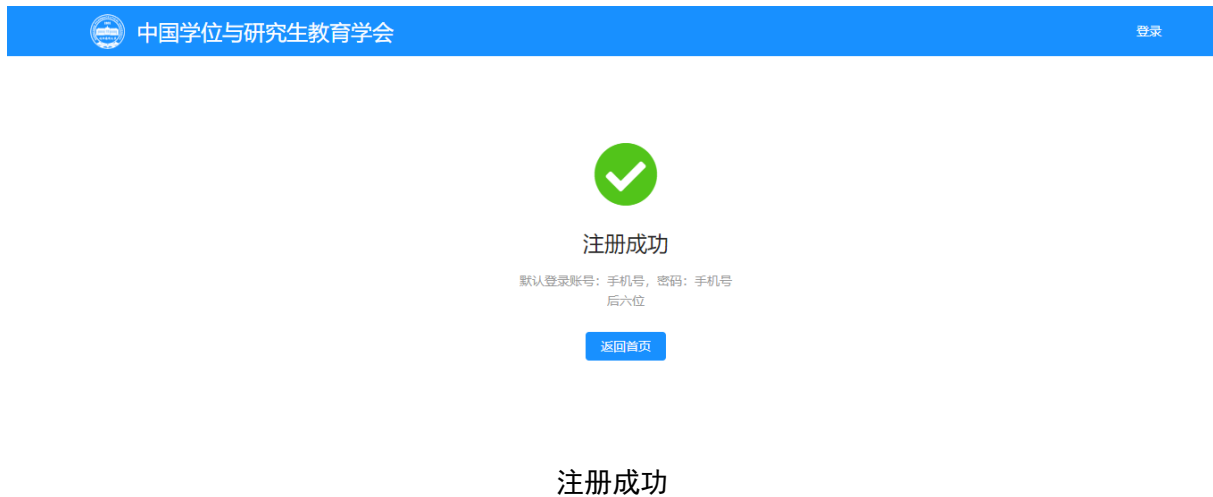 中国学位与研究生教育学会
登录
注册成功
默认登录账号：手机号，密码：手机号
后六位
返回首页
注册成功